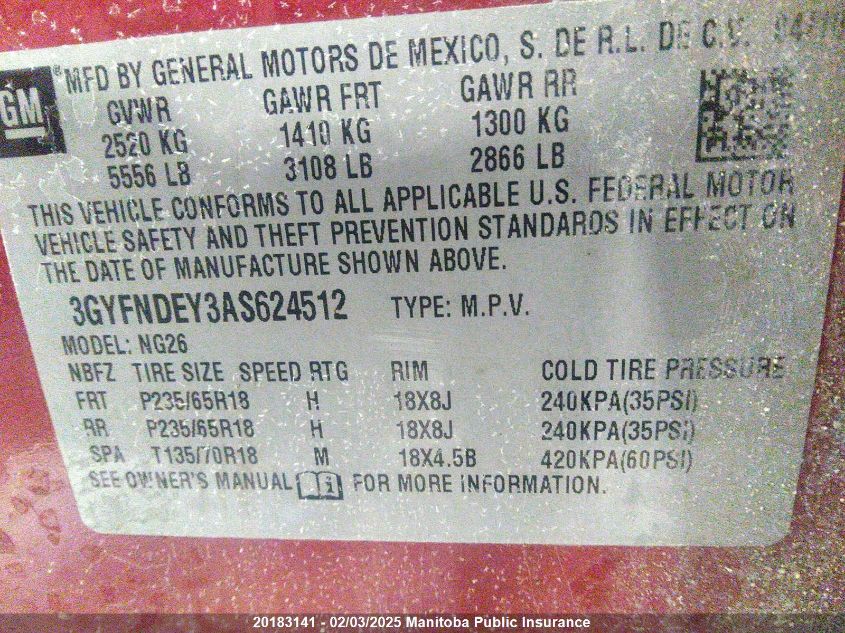 MFD BY GENERAL MOTORS DE MEXICO, S. DE R.L. DE C.V.
GM®
GVWR GAWR FRT GAWR RR
2520 KG 1410 KG 1300 KG
5556 LB 3108 LB 2866 LB
THIS VEHICLE CONFORMS TO ALL APPLICABLE U.S. FEDERAL MOTOR
VEHICLE SAFETY AND THEFT PREVENTION STANDARDS IN EFFECT ON
THE DATE OF MANUFACTURE SHOWN ABOVE.
3GYFNDEY3AS624512 TYPE: M.P.V.
MODEL: NG26
NBFZ TIRE SIZE SPEED RTG RIM COLD TIRE PRESSURE
FRT P235/65R18 H 18X8J 240KPA(35PSI)
RR P235/65R18 H 18X8J 240KPA(35PSI)
SPA T135/70R18 M 18X4.5B 420KPA(60PSI)
SEE OWNER'S MANUAL FOR MORE INFORMATION.
20183141 - 02/03/2025 Manitoba Public Insurance